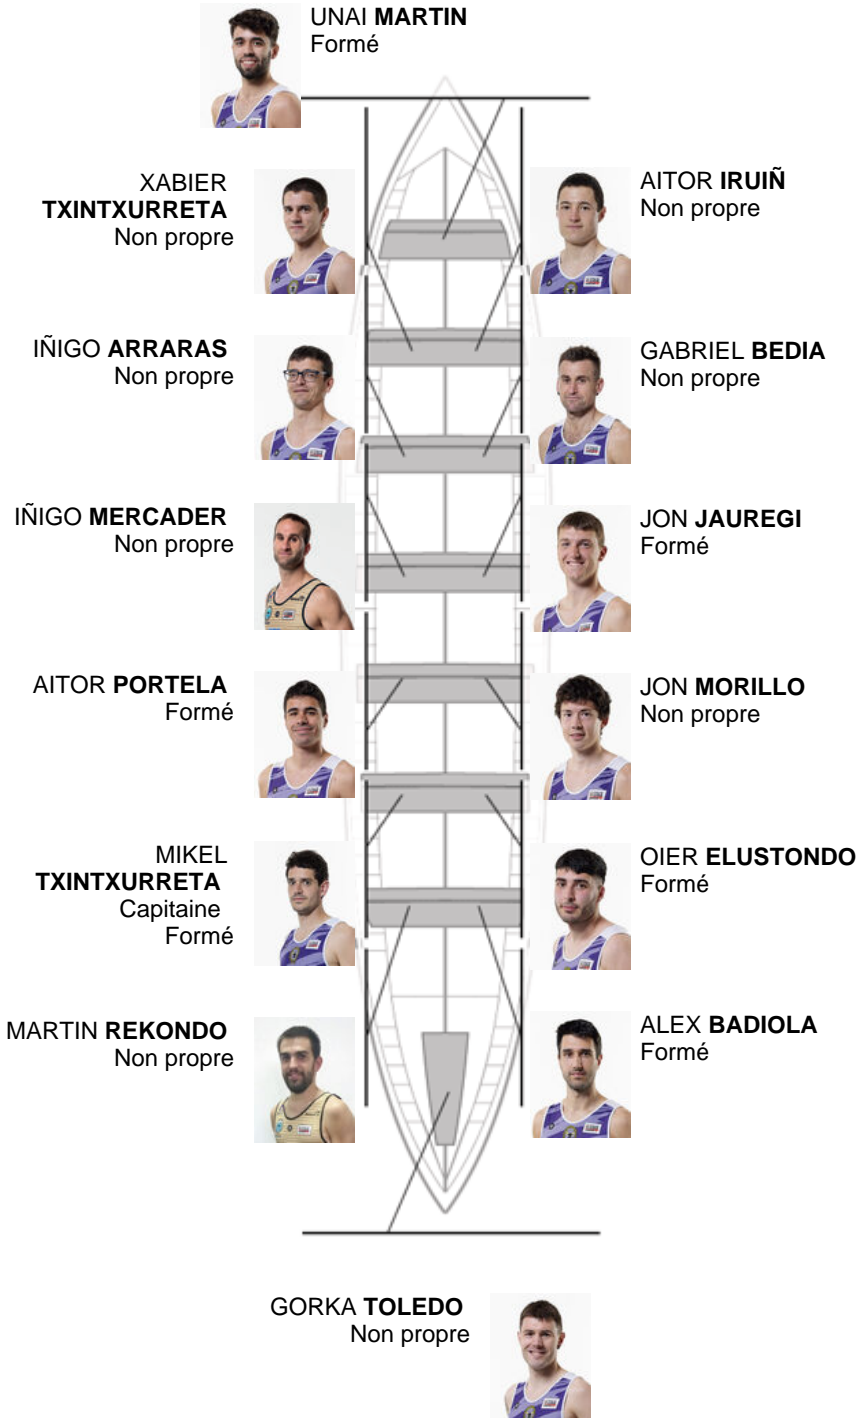 UNAI MARTIN
Formé
XABIER
TXINTXURRETA
Non propre
AITOR IRUIÑ
Non propre
IÑIGO ARRARAS
Non propre
GABRIEL BEDIA
Non propre
IÑIGO MERCADER
Non propre
JON JAUREGI
Formé
AITOR PORTELA
Formé
JON MORILLO
Non propre
MIKEL
TXINTXURRETA
Capitaine
Formé
OIER ELUSTONDO
Formé
MARTIN REKONDO
Non propre
ALEX BADIOLA
Formé
GORKA TOLEDO
Non propre